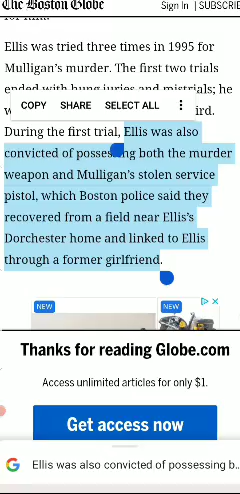 The Boston Globe
Sign In | SUBSCRIE
Ellis was tried three times in 1995 for
Mulligan's murder. The first two trials
ended with hung juries and mistrials; he
COPY SHARE SELECT ALL
ird.
During the first trial, Ellis was also
convicted of possessing both the murder
weapon and Mulligan's stolen service
pistol, which Boston police said they
recovered from a field near Ellis's
Dorchester home and linked to Ellis
through a former girlfriend.
NEW
NEW
Thanks for reading Globe.com
Access unlimited articles for only $1.
Get access now
Ellis was also convicted of possessing b...